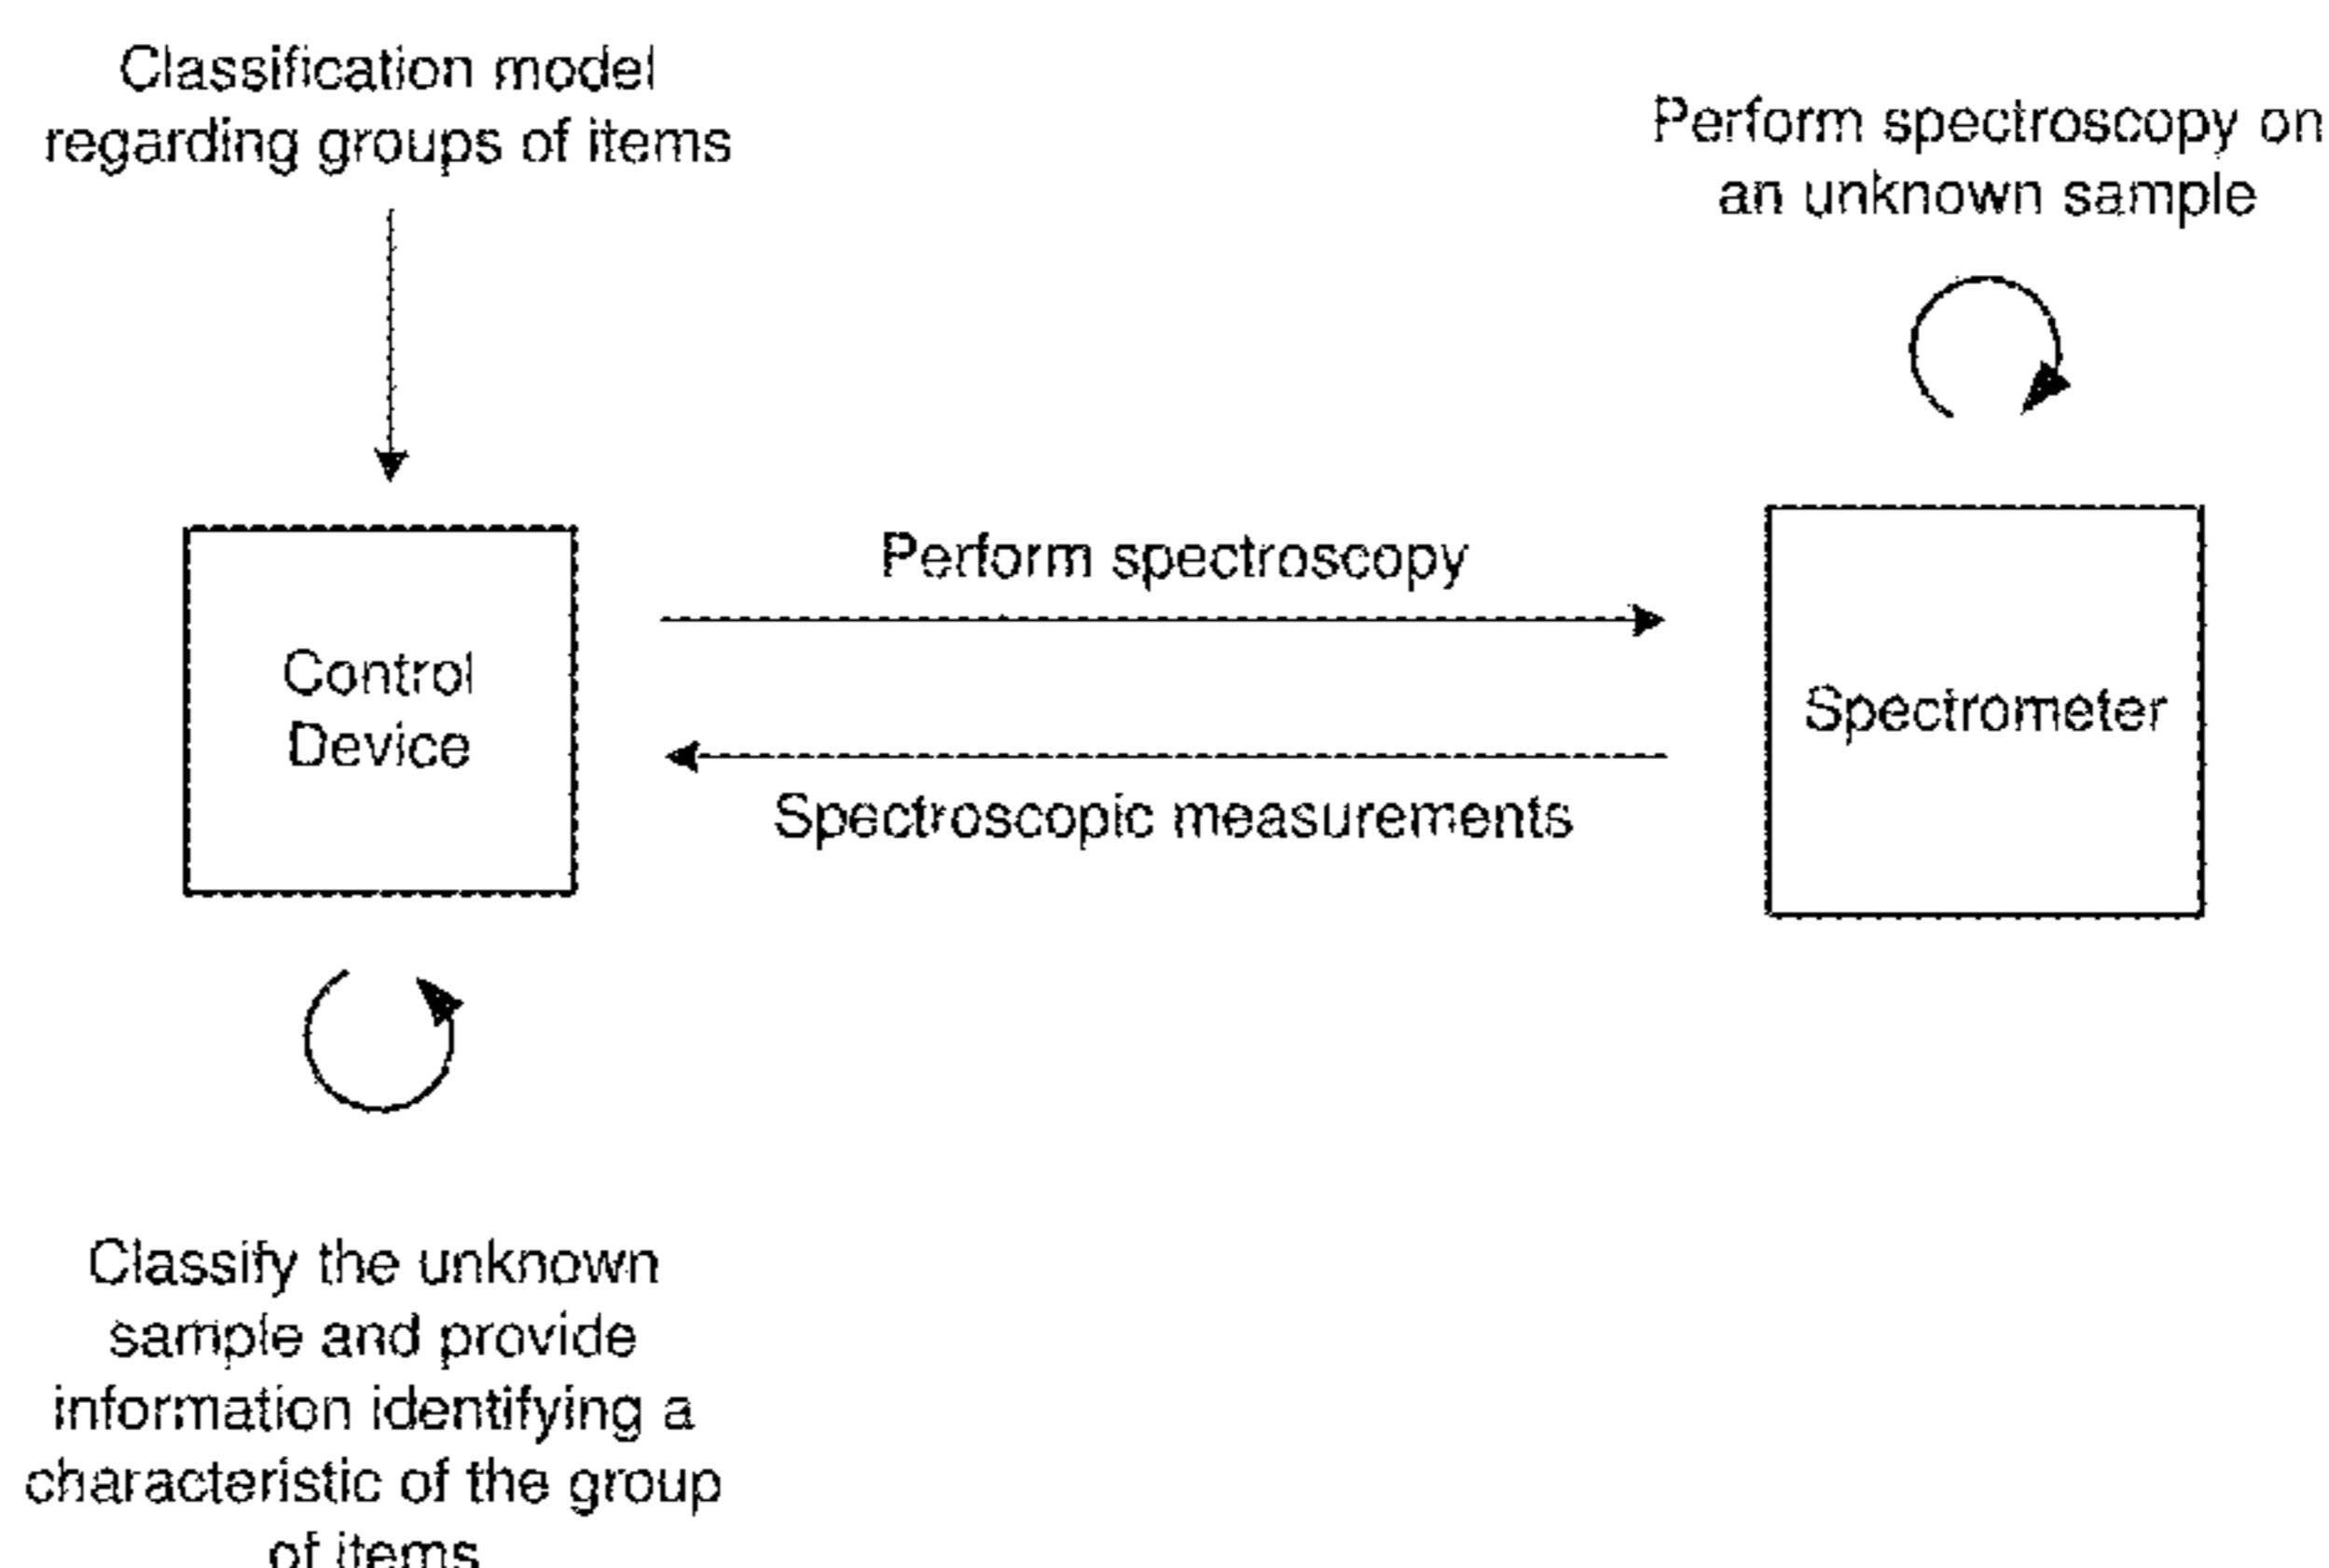 Classification model
regarding groups of items
Perform spectroscopy on
an unknown sample
Perform spectroscopy
Control
Device
Spectrometer
Spectroscopic measurements
Classify the unknown
sample and provide
information identifying a
characteristic of the group
of items